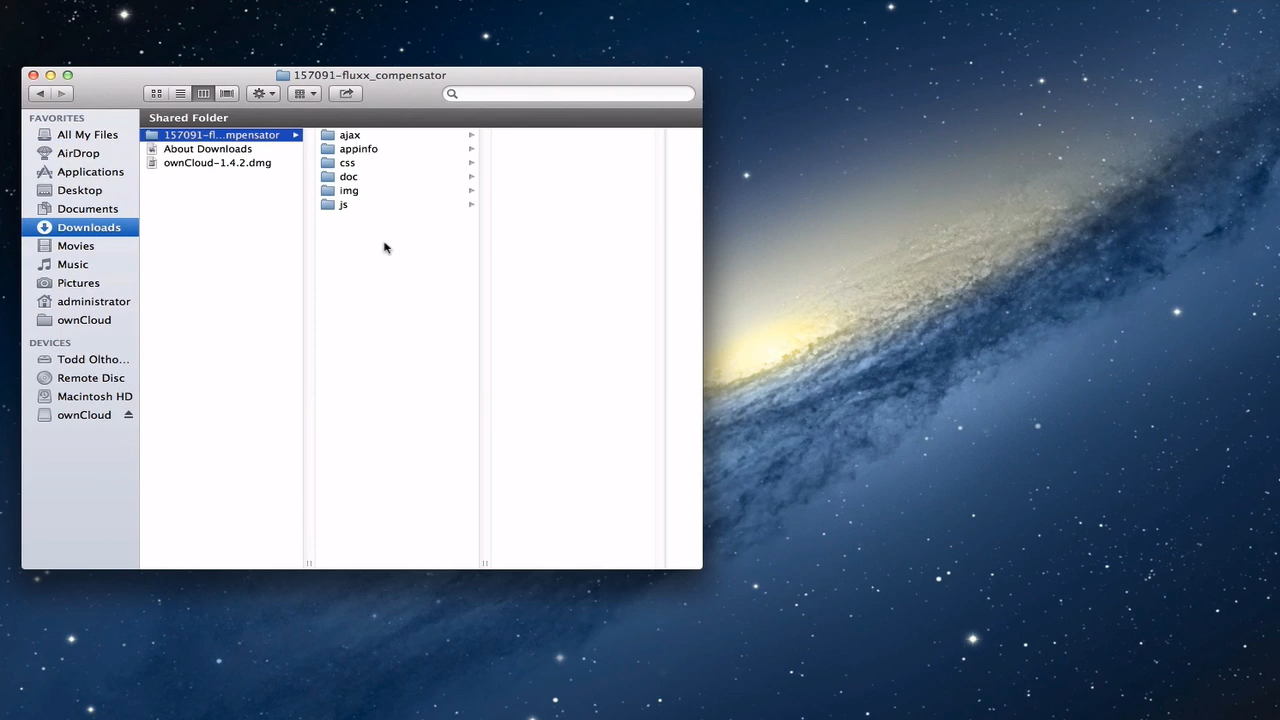 157091-fluxx_compensator
FAVORITES
All My Files
AirDrop
Applications
Desktop
Documents
Downloads
Movies
Music
Pictures
administrator
ownCloud
DEVICES
Todd Oltho...
Remote Disc
Macintosh HD
ownCloud
Shared Folder
157091-fl...mpensator
About Downloads
ownCloud-1.4.2.dmg
ajax
appinfo
css
doc
img
js